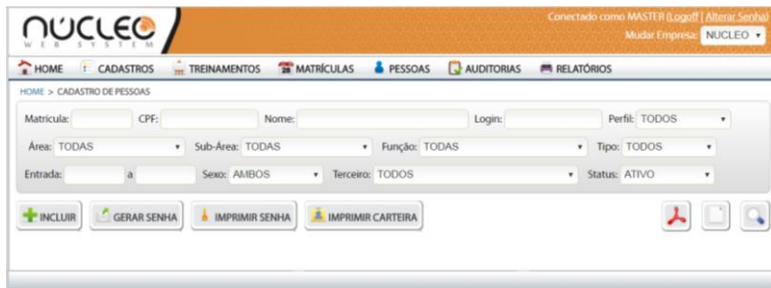 Conectado como MASTER (Logoff | Alterar Senha)
NÚCLEO
WEB SYSTEM
Mudar Empresa: NUCLEO
HOME CADASTROS TREINAMENTOS MATRÍCULAS PESSOAS AUDITORIAS RELATÓRIOS
HOME > CADASTRO DE PESSOAS
Matrícula: CPF: Nome: Login: Perfil: TODOS
Área: TODAS Sub-Área: TODAS Função: TODAS Tipo: TODOS
Entrada: a Sexo: AMBOS Terceiro: TODOS Status: ATIVO
INCLUIR GERAR SENHA IMPRIMIR SENHA IMPRIMIR CARTEIRA